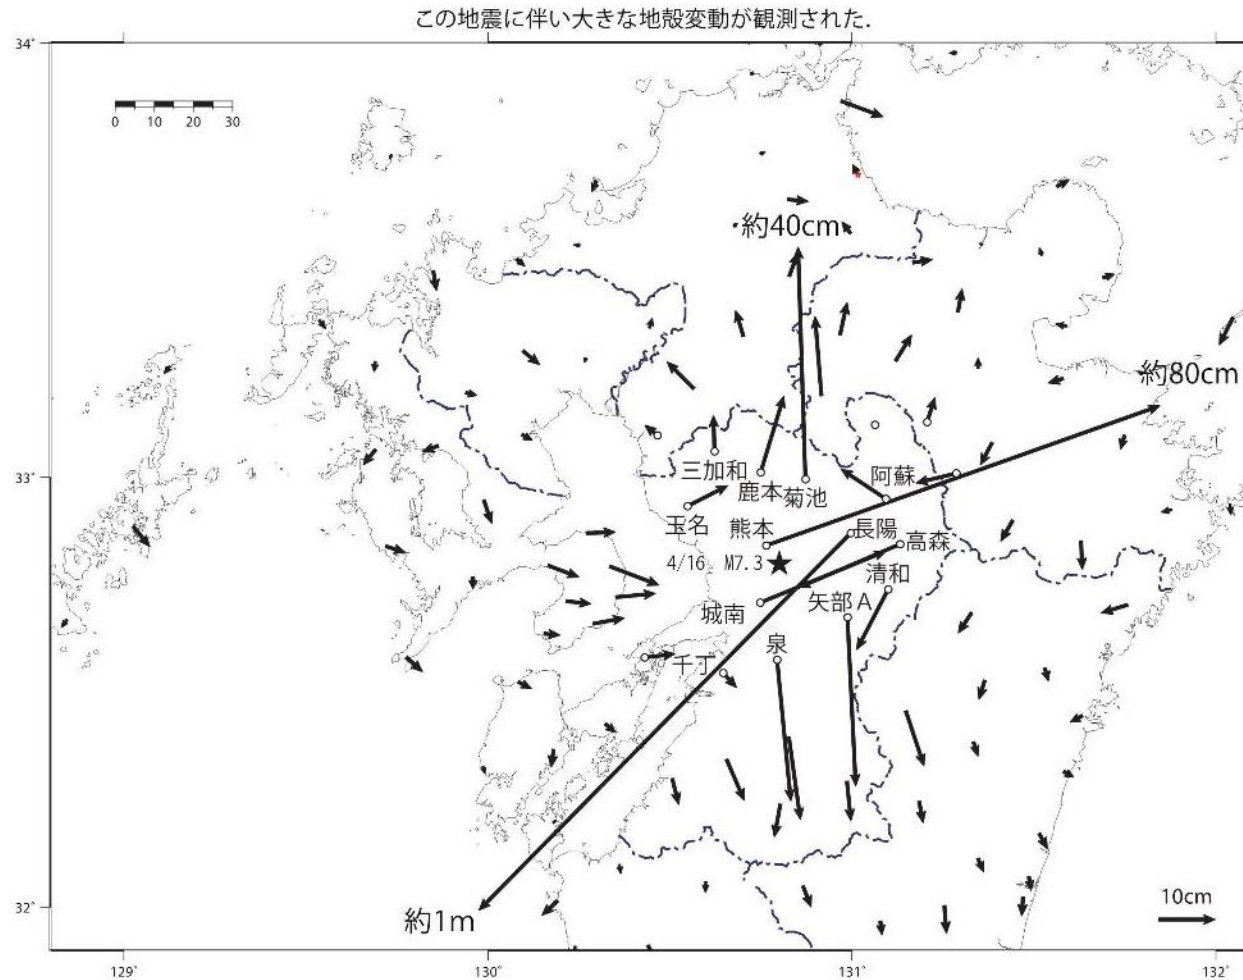 この地震に伴い大きな地殻変動が観測された.
34°
0 10 20 30
約40cm
約80cm
33°
三加和
鹿本
菊池
阿蘇
玉名
熊本
長陽
高森
4/16 M7.3 ★
清和
城南
矢部A
泉
千丁
10cm
32°
約1m
129° 130° 131° 132°